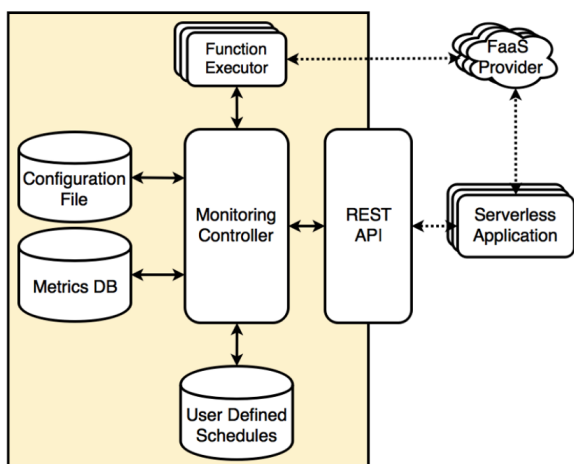 Function
Executor
FaaS
Provider
Configuration
File
Monitoring
Controller
REST
API
Serverless
Application
Metrics DB
User Defined
Schedules